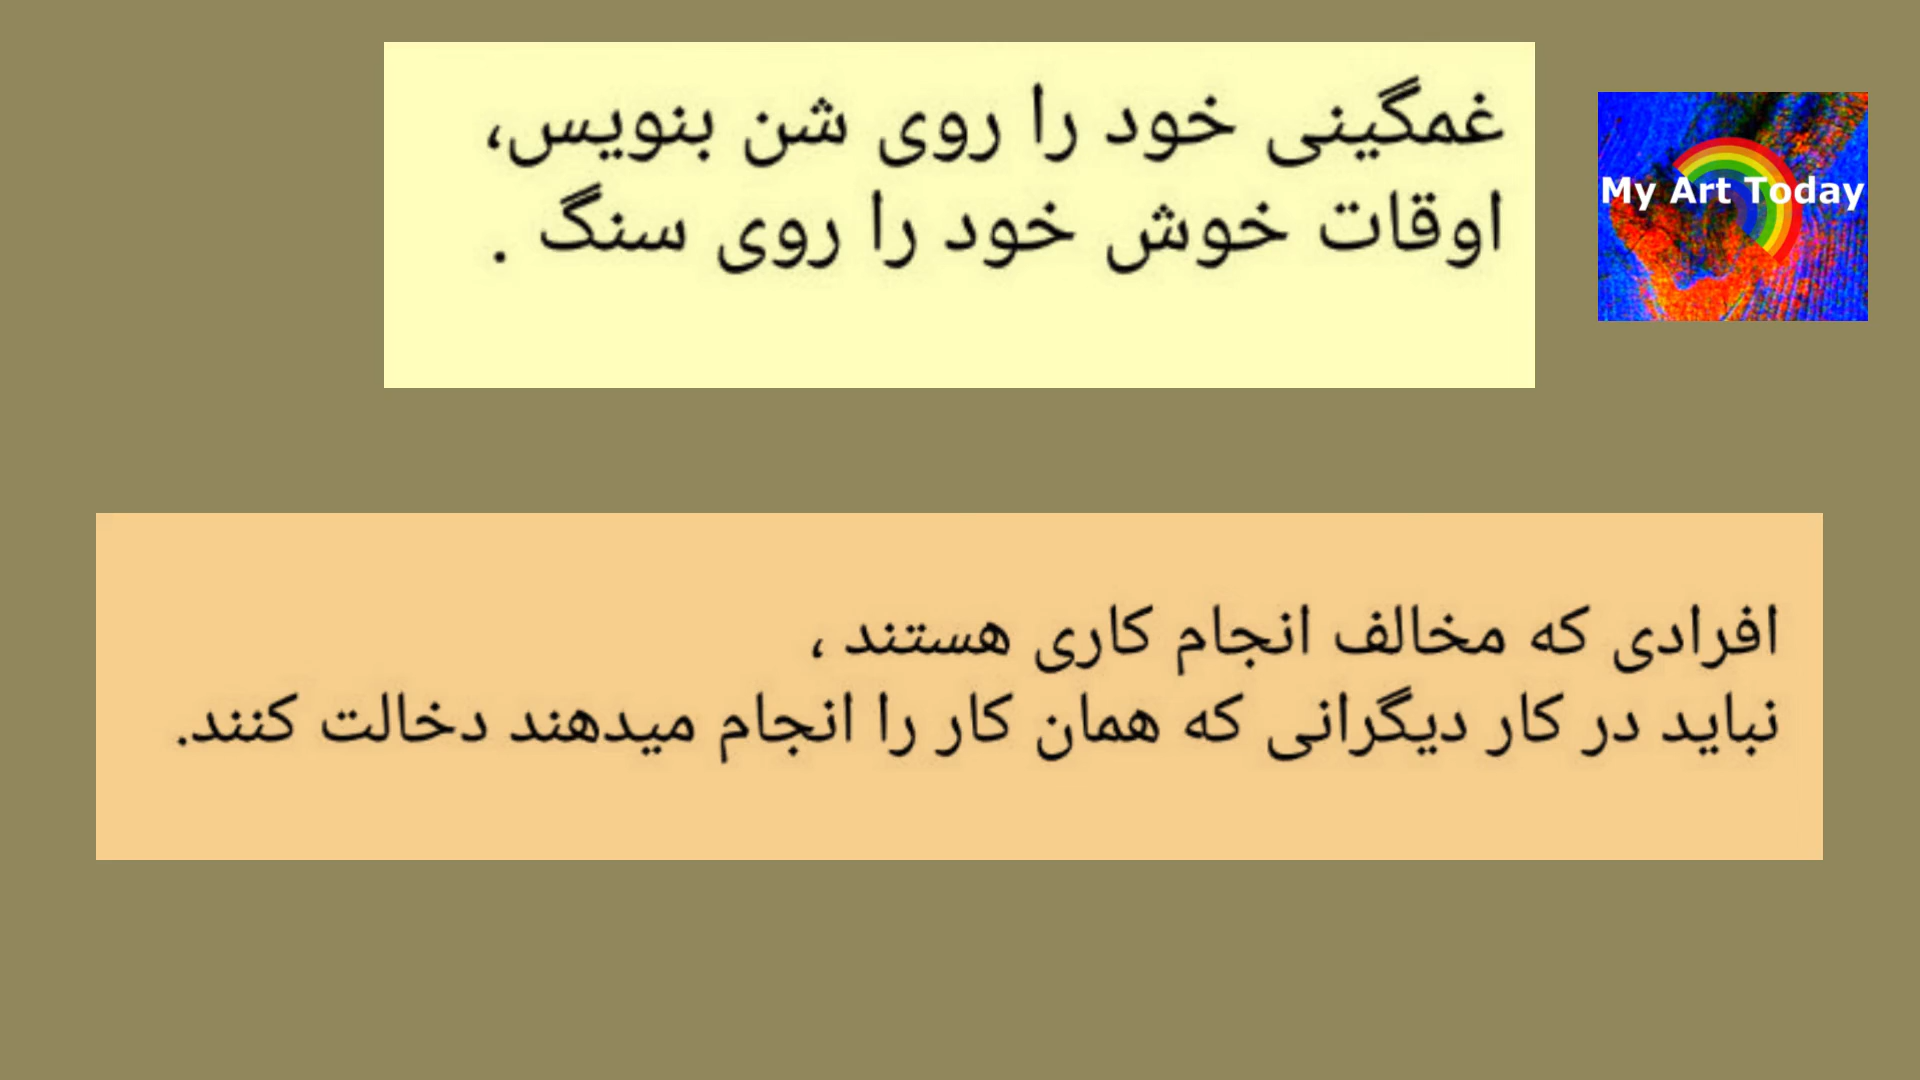 غمگینی خود را روی شن بنویس،
اوقات خوش خود را روی سنگ .
My Art Today
افرادی که مخالف انجام کاری هستند ،
نباید در کار دیگرانی که همان کار را انجام میدهند دخالت کنند.